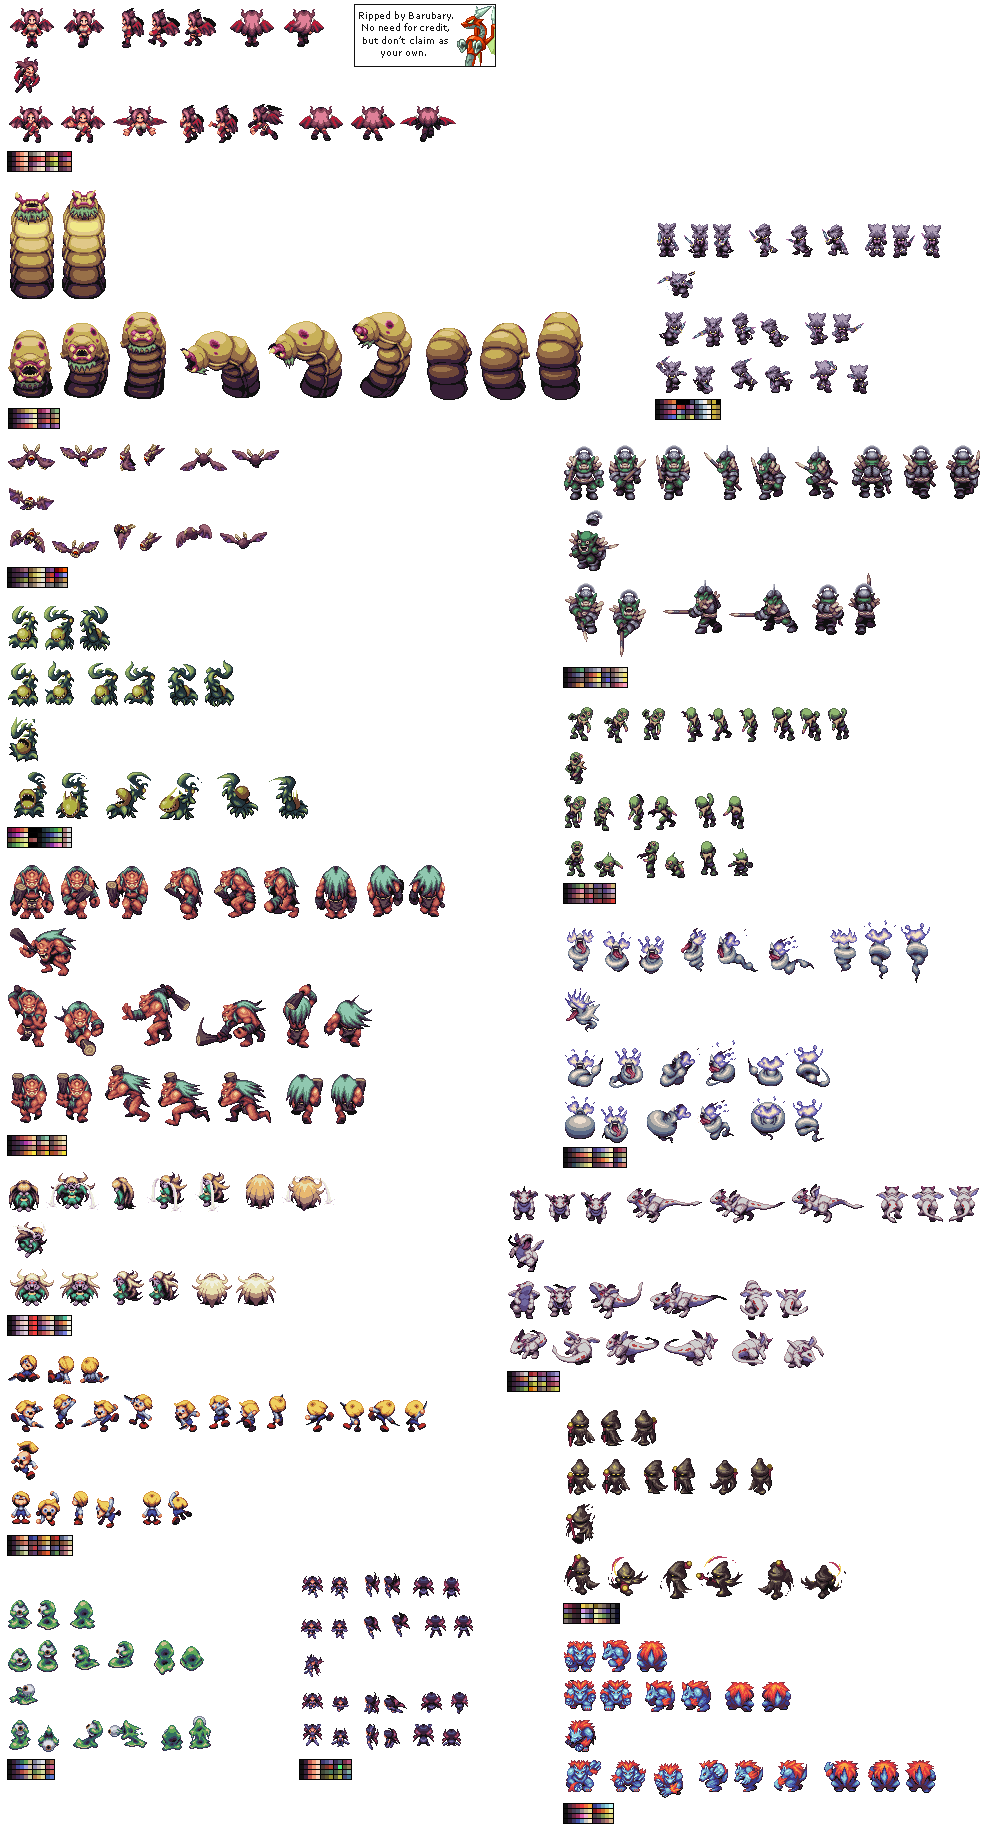 Ripped by Barubary.
No need for credit,
but don't claim as
your own.